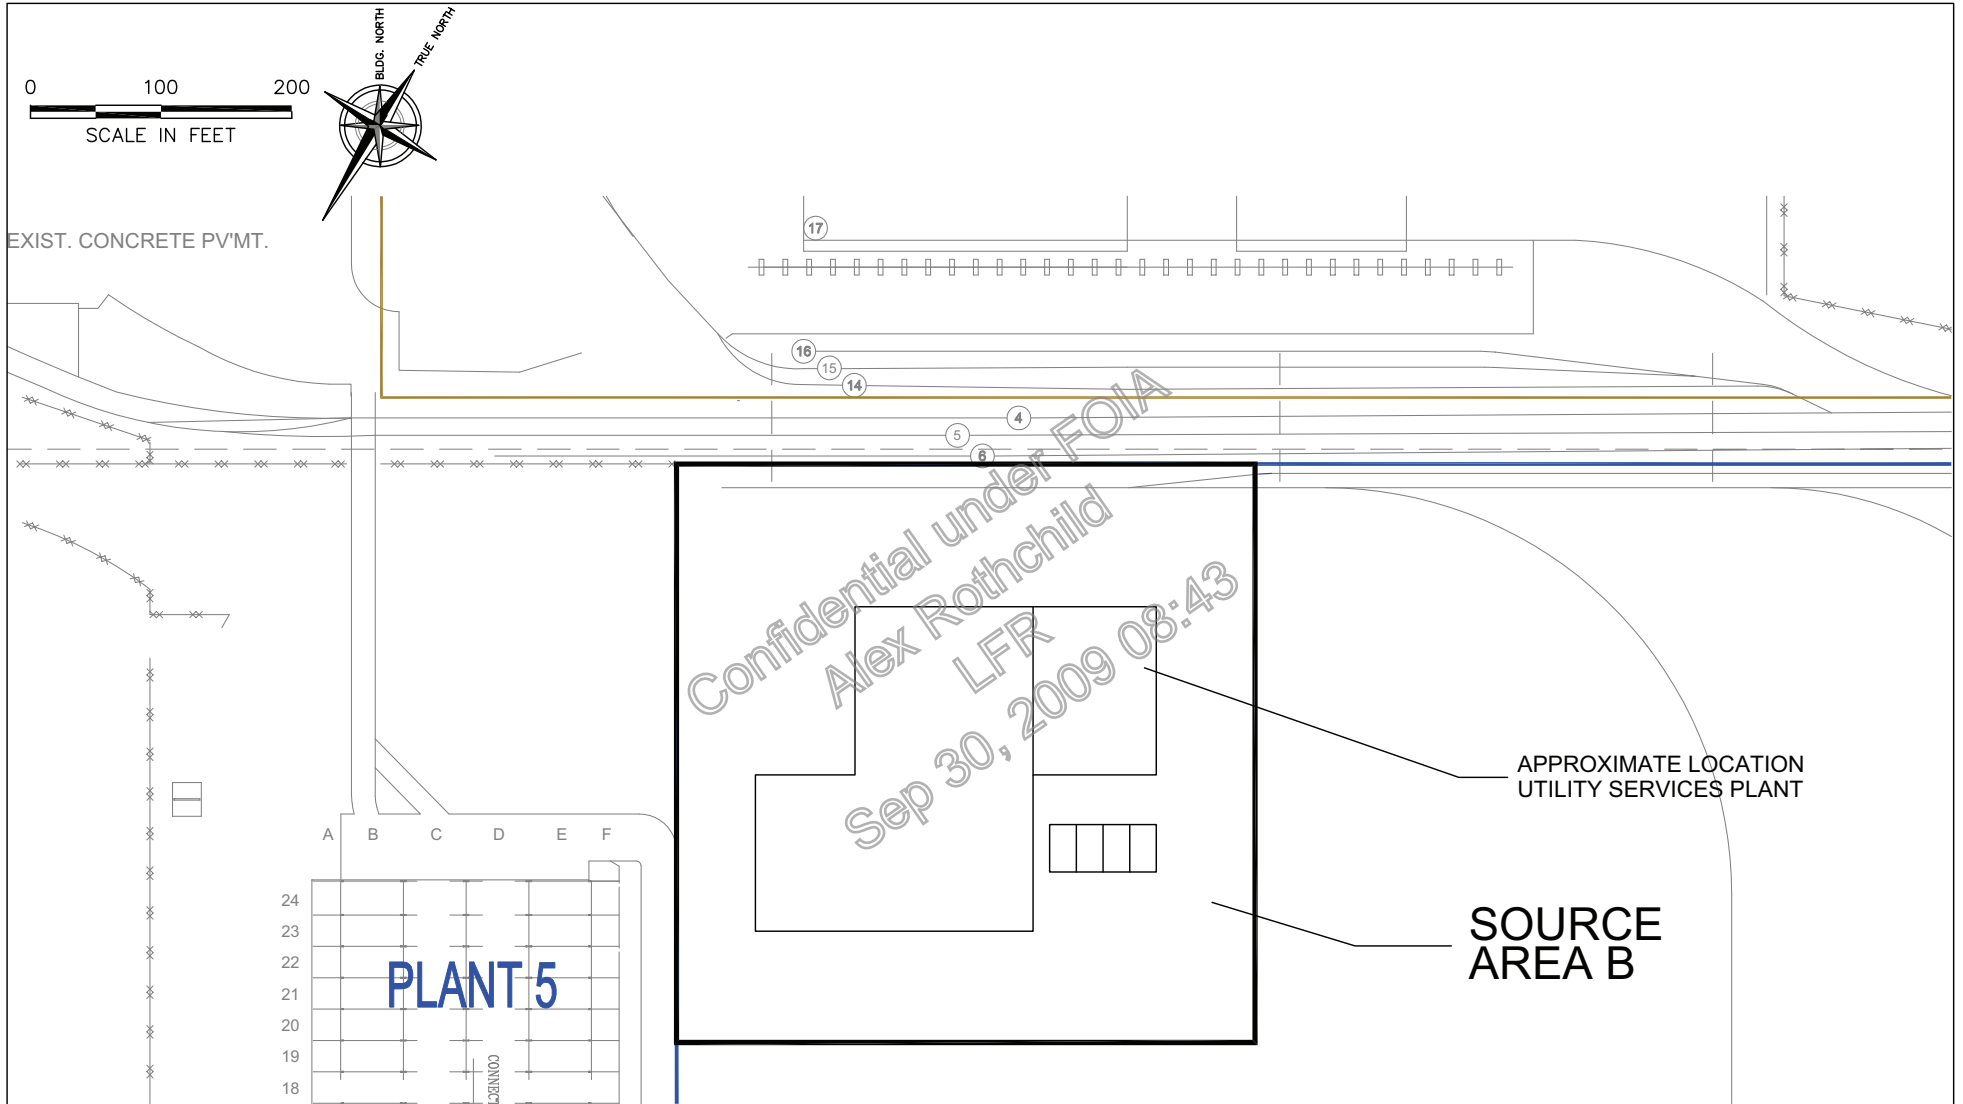 BLDG. NORTH
TRUE NORTH
0 100 200
SCALE IN FEET
EXIST. CONCRETE PV'MT.
17
16
15
14
4
5
6
Confidential under FOIA
Alex Rothchild
LFR
Sep 30, 2009 08:43
APPROXIMATE LOCATION
UTILITY SERVICES PLANT
A B C D E F
24
23
22
21
20
19
18
PLANT 5
SOURCE
AREA B